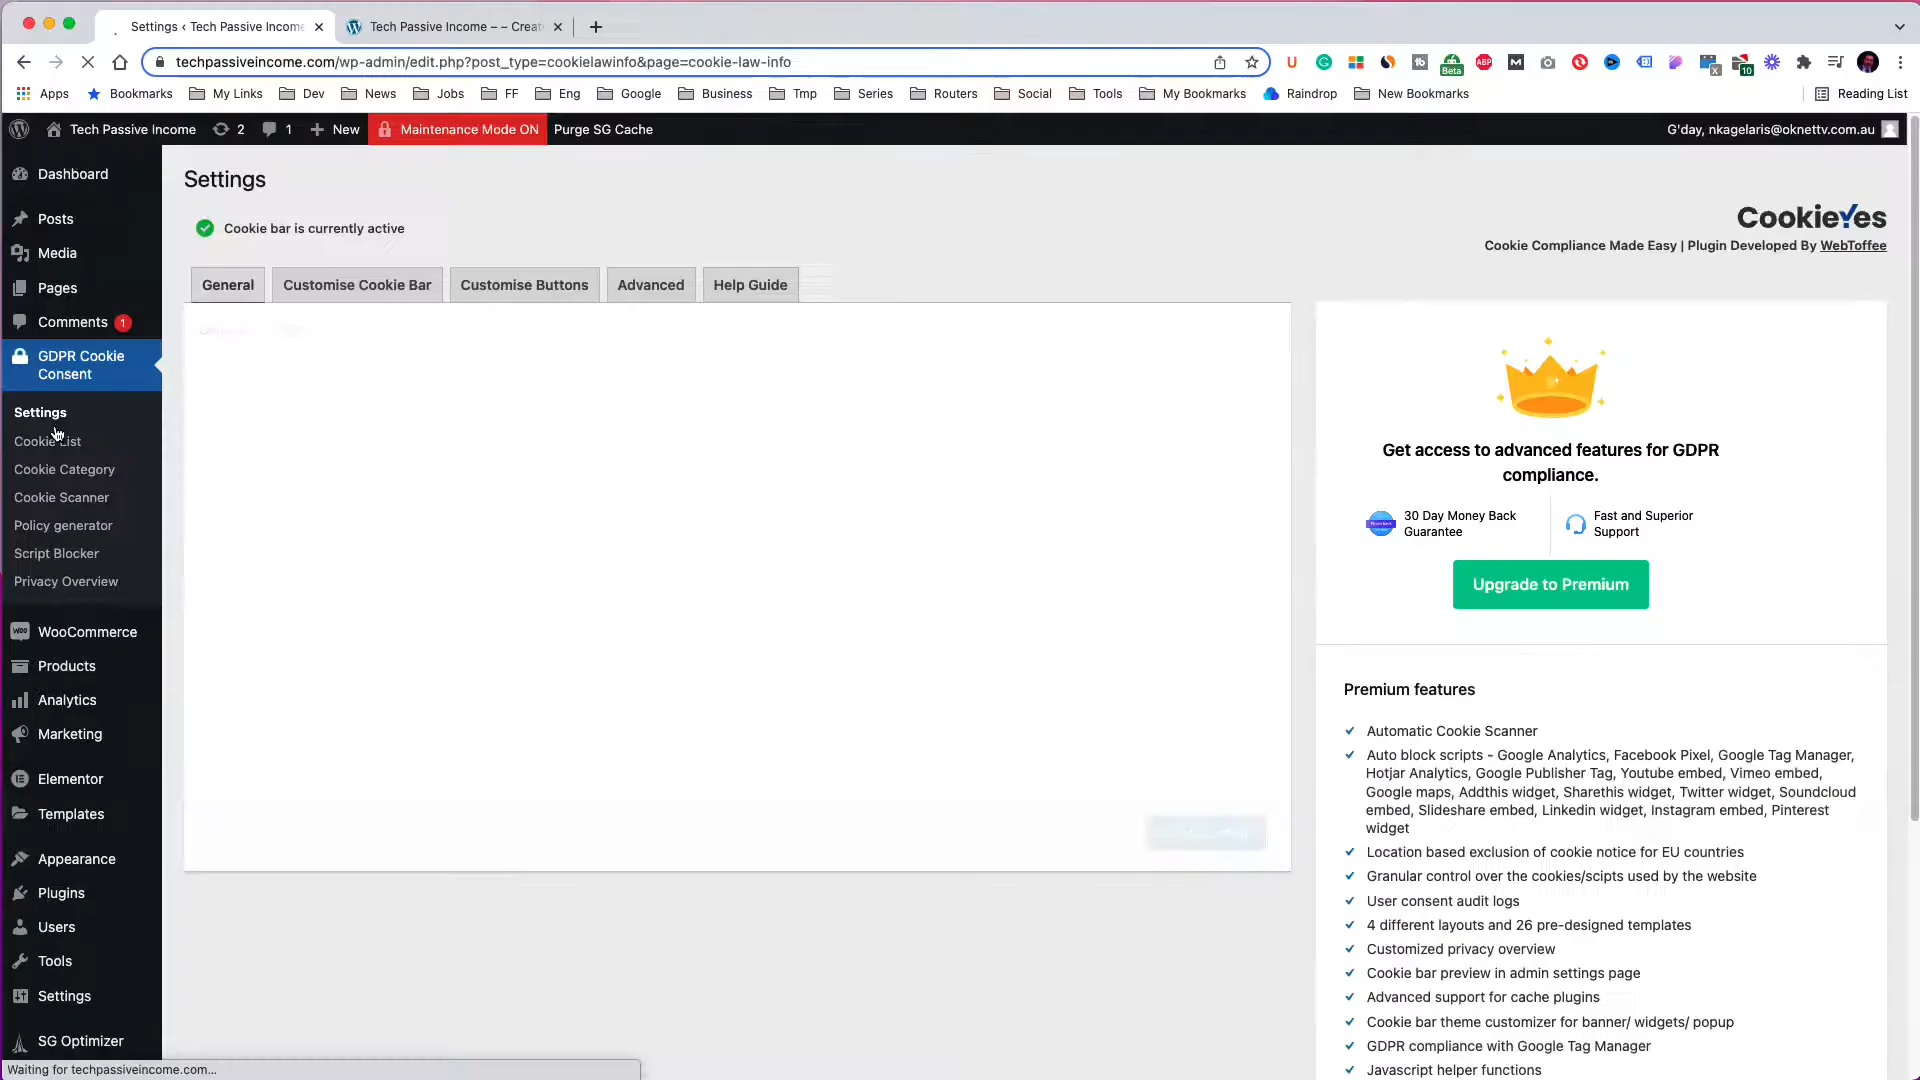 Settings ‹ Tech Passive Income
Tech Passive Income – – Creat
techpassiveincome.com/wp-admin/edit.php?post_type=cookielawinfo&page=cookie-law-info
Apps
Bookmarks
My Links
Dev
News
Jobs
FF
Eng
Google
Business
Tmp
Series
Routers
Social
Tools
My Bookmarks
Raindrop
New Bookmarks
Reading List
Tech Passive Income
2
1
New
Maintenance Mode ON
Purge SG Cache
G'day, nkagelaris@oknettv.com.au
Dashboard
Posts
Media
Pages
Comments 1
GDPR Cookie
Consent
Settings
Cookie List
Cookie Category
Cookie Scanner
Policy generator
Script Blocker
Privacy Overview
WooCommerce
Products
Analytics
Marketing
Elementor
Templates
Appearance
Plugins
Users
Tools
Settings
SG Optimizer
Waiting for techpassiveincome.com...
Settings
Cookie bar is currently active
General
Customise Cookie Bar
Customise Buttons
Advanced
Help Guide
CookieYes
Cookie Compliance Made Easy | Plugin Developed By WebToffee
Get access to advanced features for GDPR
compliance.
30 Day Money Back
Guarantee
Fast and Superior
Support
Upgrade to Premium
Premium features
Automatic Cookie Scanner
Auto block scripts - Google Analytics, Facebook Pixel, Google Tag Manager,
Hotjar Analytics, Google Publisher Tag, Youtube embed, Vimeo embed,
Google maps, Addthis widget, Sharethis widget, Twitter widget, Soundcloud
embed, Slideshare embed, Linkedin widget, Instagram embed, Pinterest
widget
Location based exclusion of cookie notice for EU countries
Granular control over the cookies/scipts used by the website
User consent audit logs
4 different layouts and 26 pre-designed templates
Customized privacy overview
Cookie bar preview in admin settings page
Advanced support for cache plugins
Cookie bar theme customizer for banner/ widgets/ popup
GDPR compliance with Google Tag Manager
Javascript helper functions